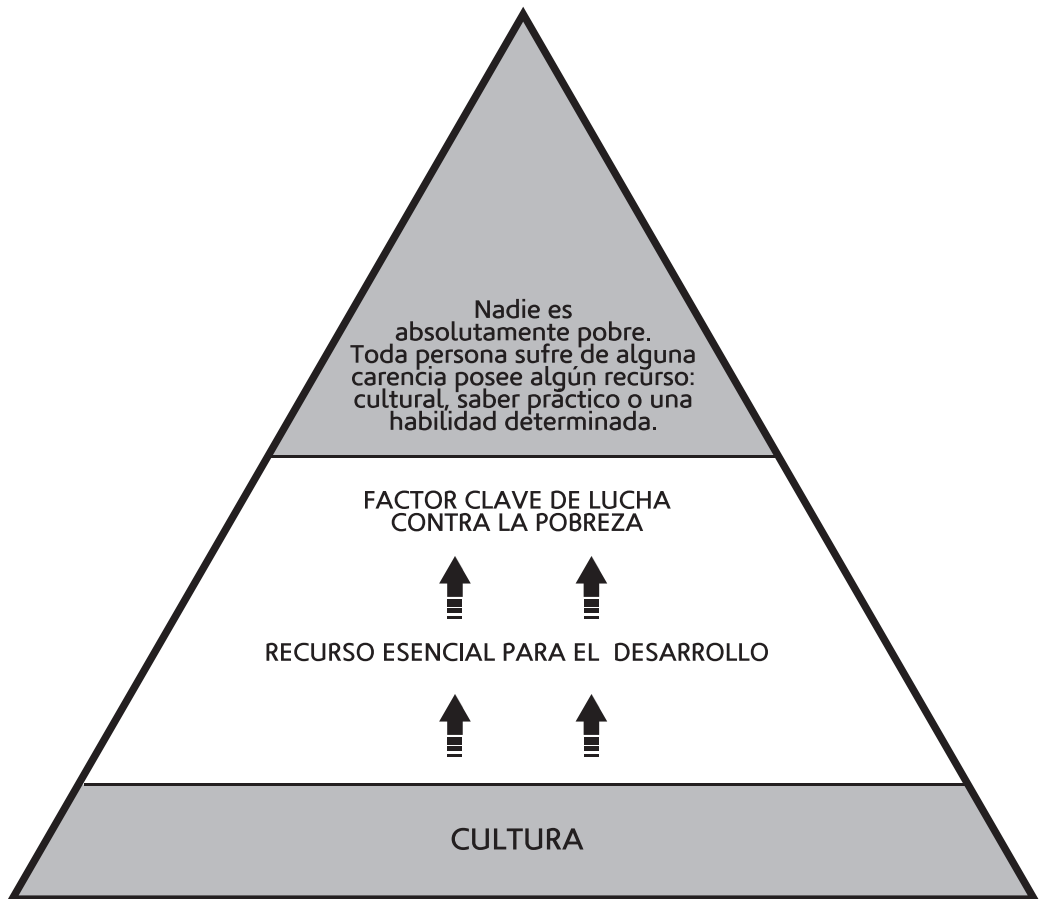 Nadie es
absolutamente pobre.
Toda persona sufre de alguna
carencia posee algún recurso:
cultural, saber práctico o una
habilidad determinada.
FACTOR CLAVE DE LUCHA
CONTRA LA POBREZA
RECURSO ESENCIAL PARA EL DESARROLLO
CULTURA